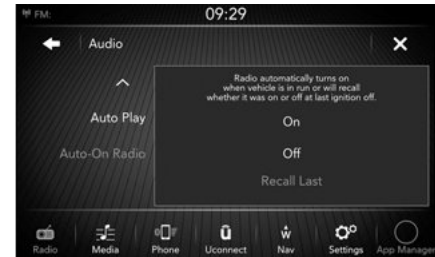 FM:
09:29
Audio
Auto Play
Auto-On Radio
Radio automatically turns on
when vehicle is in run or will recall
whether it was on or off at last ignition off.
On
Off
Recall Last
Radio
Media
Phone
Uconnect
Nav
Settings
App Manager